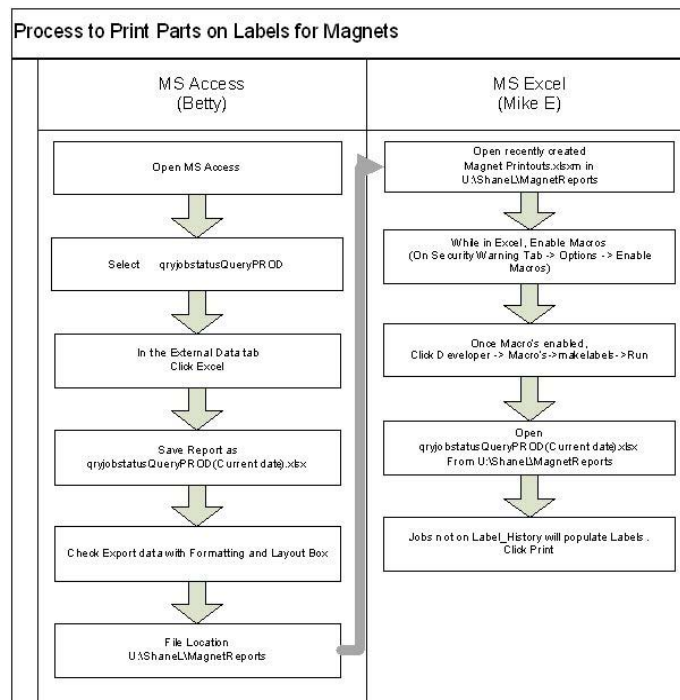 Process to Print Parts on Labels for Magnets
MS Access
(Betty)
Open MS Access
Select qryjobstatusQueryPROD
In the External Data tab
Click Excel
Save Report as
qryjobstatusQueryPROD(Current date).xlsx
Check Export data with Formatting and Layout Box
File Location
U:\ShaneL\MagnetReports
MS Excel
(Mike E)
Open recently created
Magnet Printouts.xlsxm in
U:\ShaneL\MagnetReports
While in Excel, Enable Macros
(On Security Warning Tab -> Options -> Enable
Macros)
Once Macro's enabled,
Click Developer -> Macro's->makelabels->Run
Open
qryjobstatusQueryPROD(Current date).xlsx
From U:\ShaneL\MagnetReports
Jobs not on Label_History will populate Labels .
Click Print